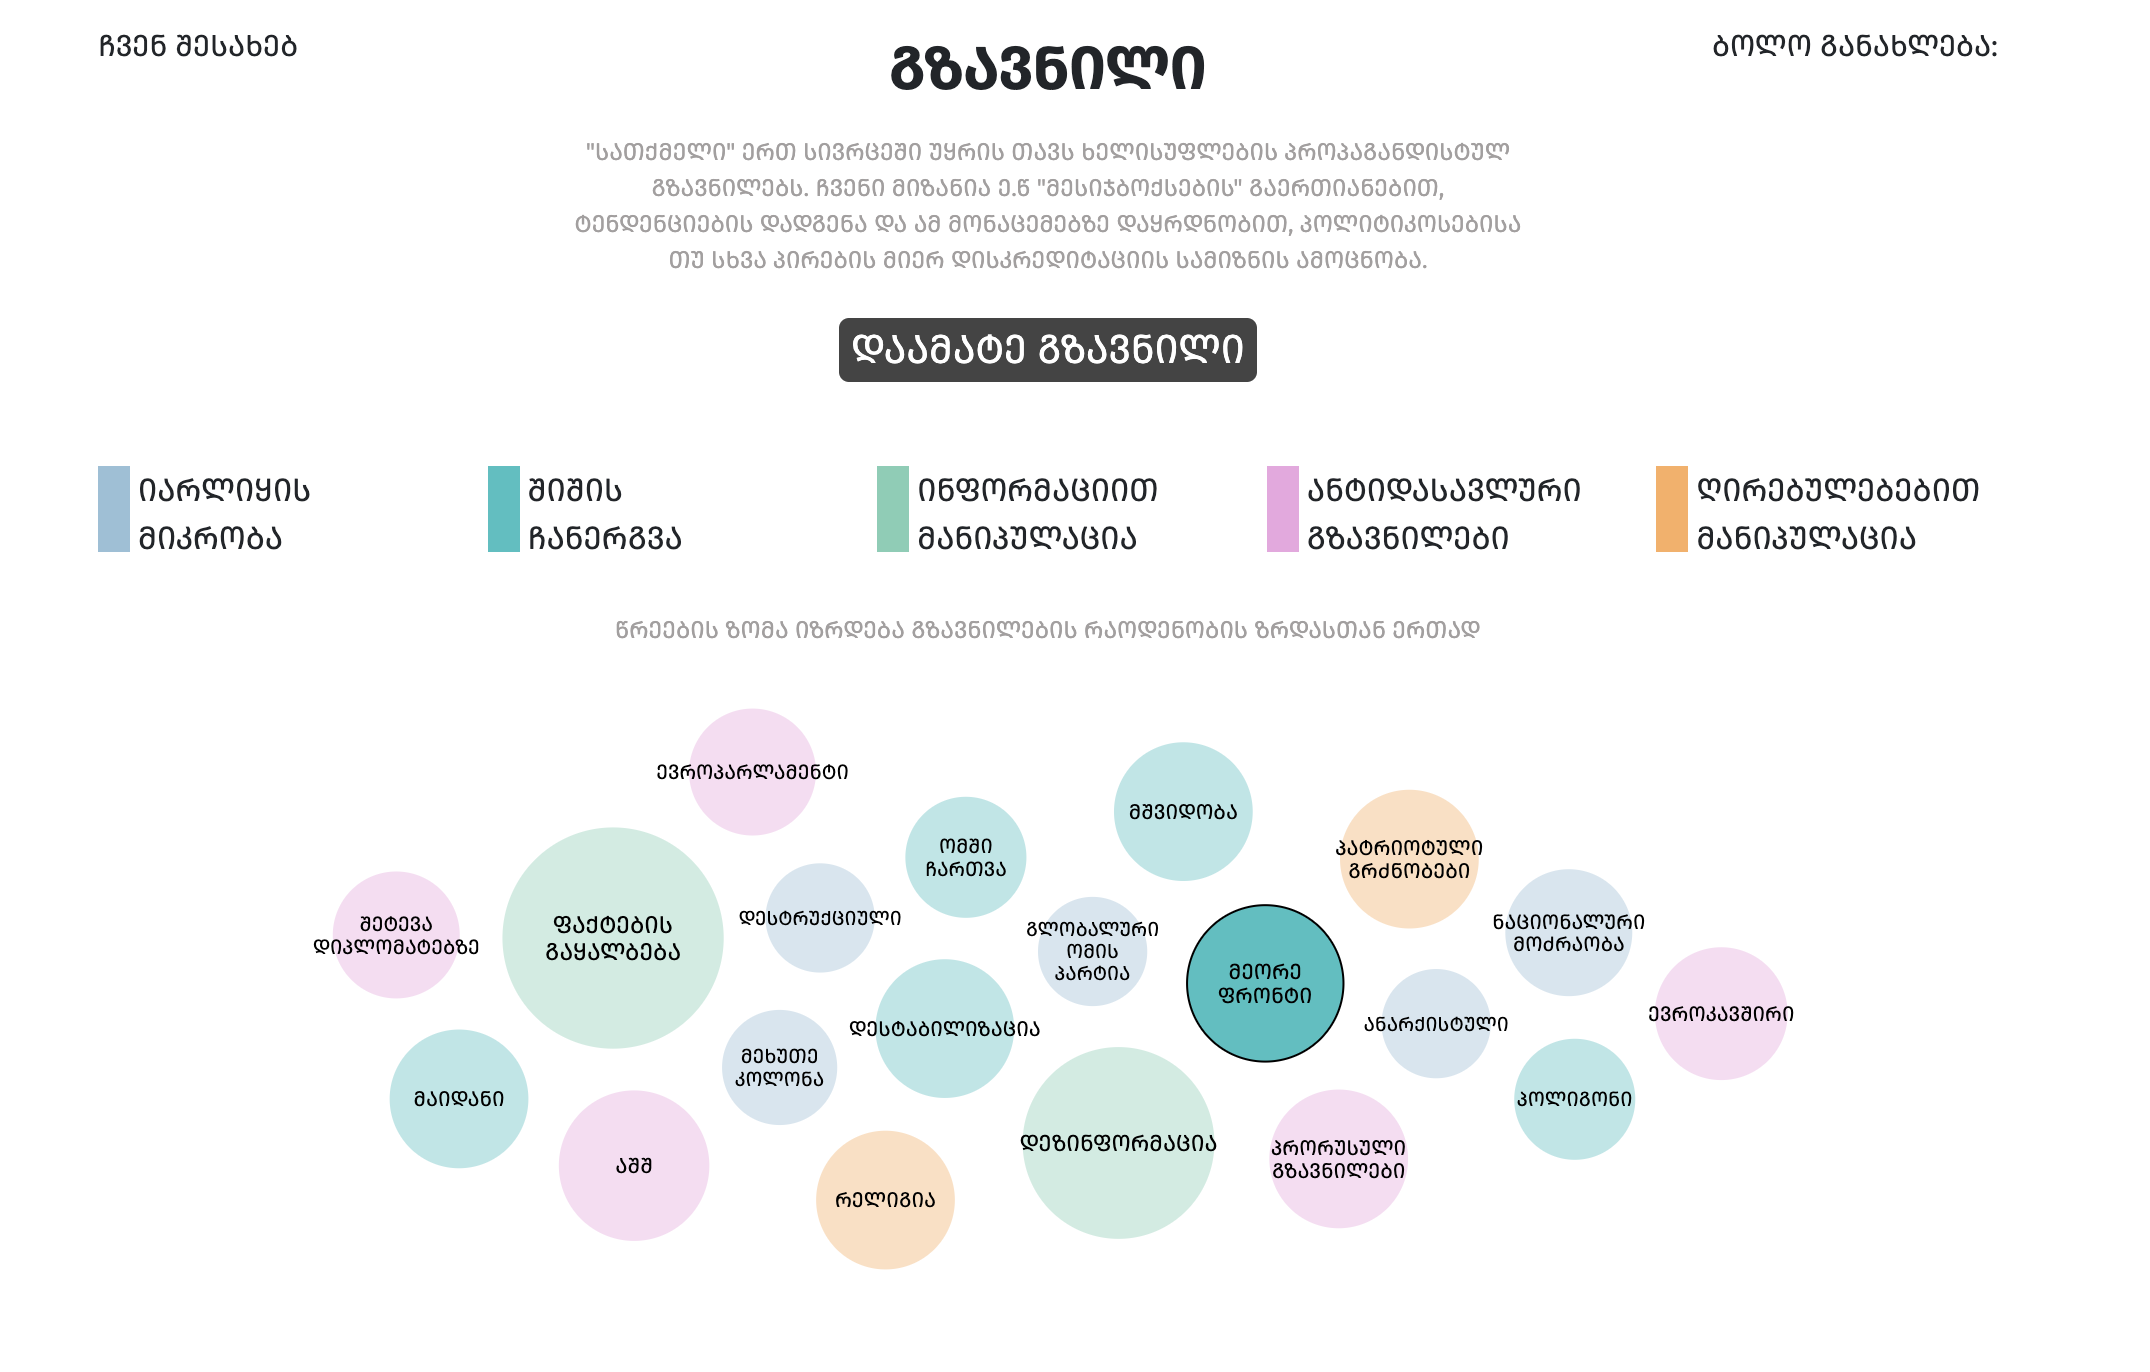 ჩვენ შესახებ
გზავნილი
ბოლო განახლება:
"სათქმელი" ერთ სივრცეში უყრის თავს ხელისუფლების პროპაგანდისტულ
გზავნილებს. ჩვენი მიზანია ე.წ "მესიჯბოქსების" გაერთიანებით,
ტენდენციების დადგენა და ამ მონაცემებზე დაყრდნობით, პოლიტიკოსებისა
თუ სხვა პირების მიერ დისკრედიტაციის სამიზნის ამოცნობა.
დაამატე გზავნილი
იარლიყის
მიკრობა
შიშის
ჩანერგვა
ინფორმაციით
მანიპულაცია
ანტიდასავლური
გზავნილები
ღირებულებებით
მანიპულაცია
წრეების ზომა იზრდება გზავნილების რაოდენობის ზრდასთან ერთად
ევროპარლამენტი
მშვიდობა
ომში
ჩართვა
პატრიოტული
გრძნობები
შეტევა
დიპლომატებზე
ფაქტების
გაყალბება
დესტრუქციული
გლობალური
ომის
პარტია
ნაციონალური
მოძრაობა
მეორე
ფრონტი
ევროკავშირი
ანარქისტული
დესტაბილიზაცია
მეხუთე
კოლონა
მაიდანი
პოლიგონი
დეზინფორმაცია
პრორუსული
გზავნილები
აშშ
რელიგია